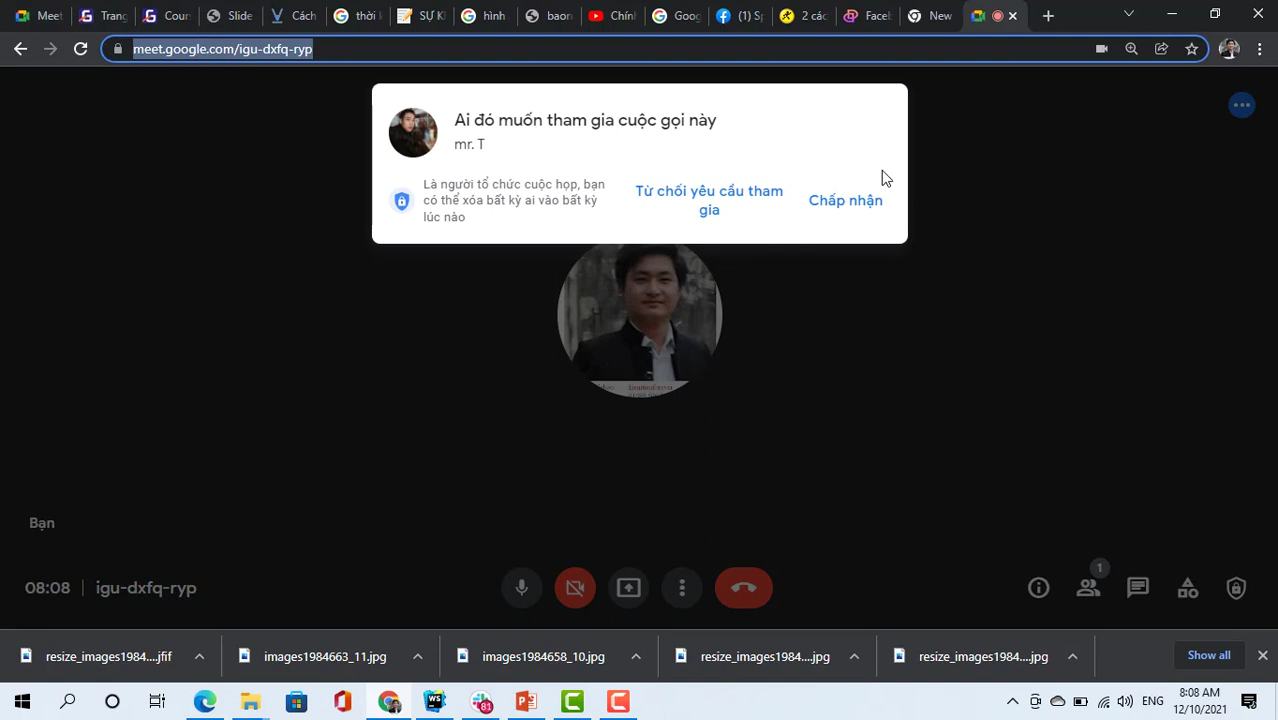 Meet
Trang
Cour
Slide
Cách
thời k
SỰ KI
hình
baon
Chính
Goog
(1) Sp
2 các
Faceb
New
meet.google.com/igu-dxfq-ryp
Ai đó muốn tham gia cuộc gọi này
mr. T
Là người tổ chức cuộc họp, bạn
có thể xóa bất kỳ ai vào bất kỳ
lúc nào
Từ chối yêu cầu tham
gia
Chấp nhận
Bạn
08:08 | igu-dxfq-ryp
1
resize_images1984....jfif
images1984663_11.jpg
images1984658_10.jpg
resize_images1984....jpg
resize_images1984....jpg
Show all
WS
81
ENG
8:08 AM
12/10/2021